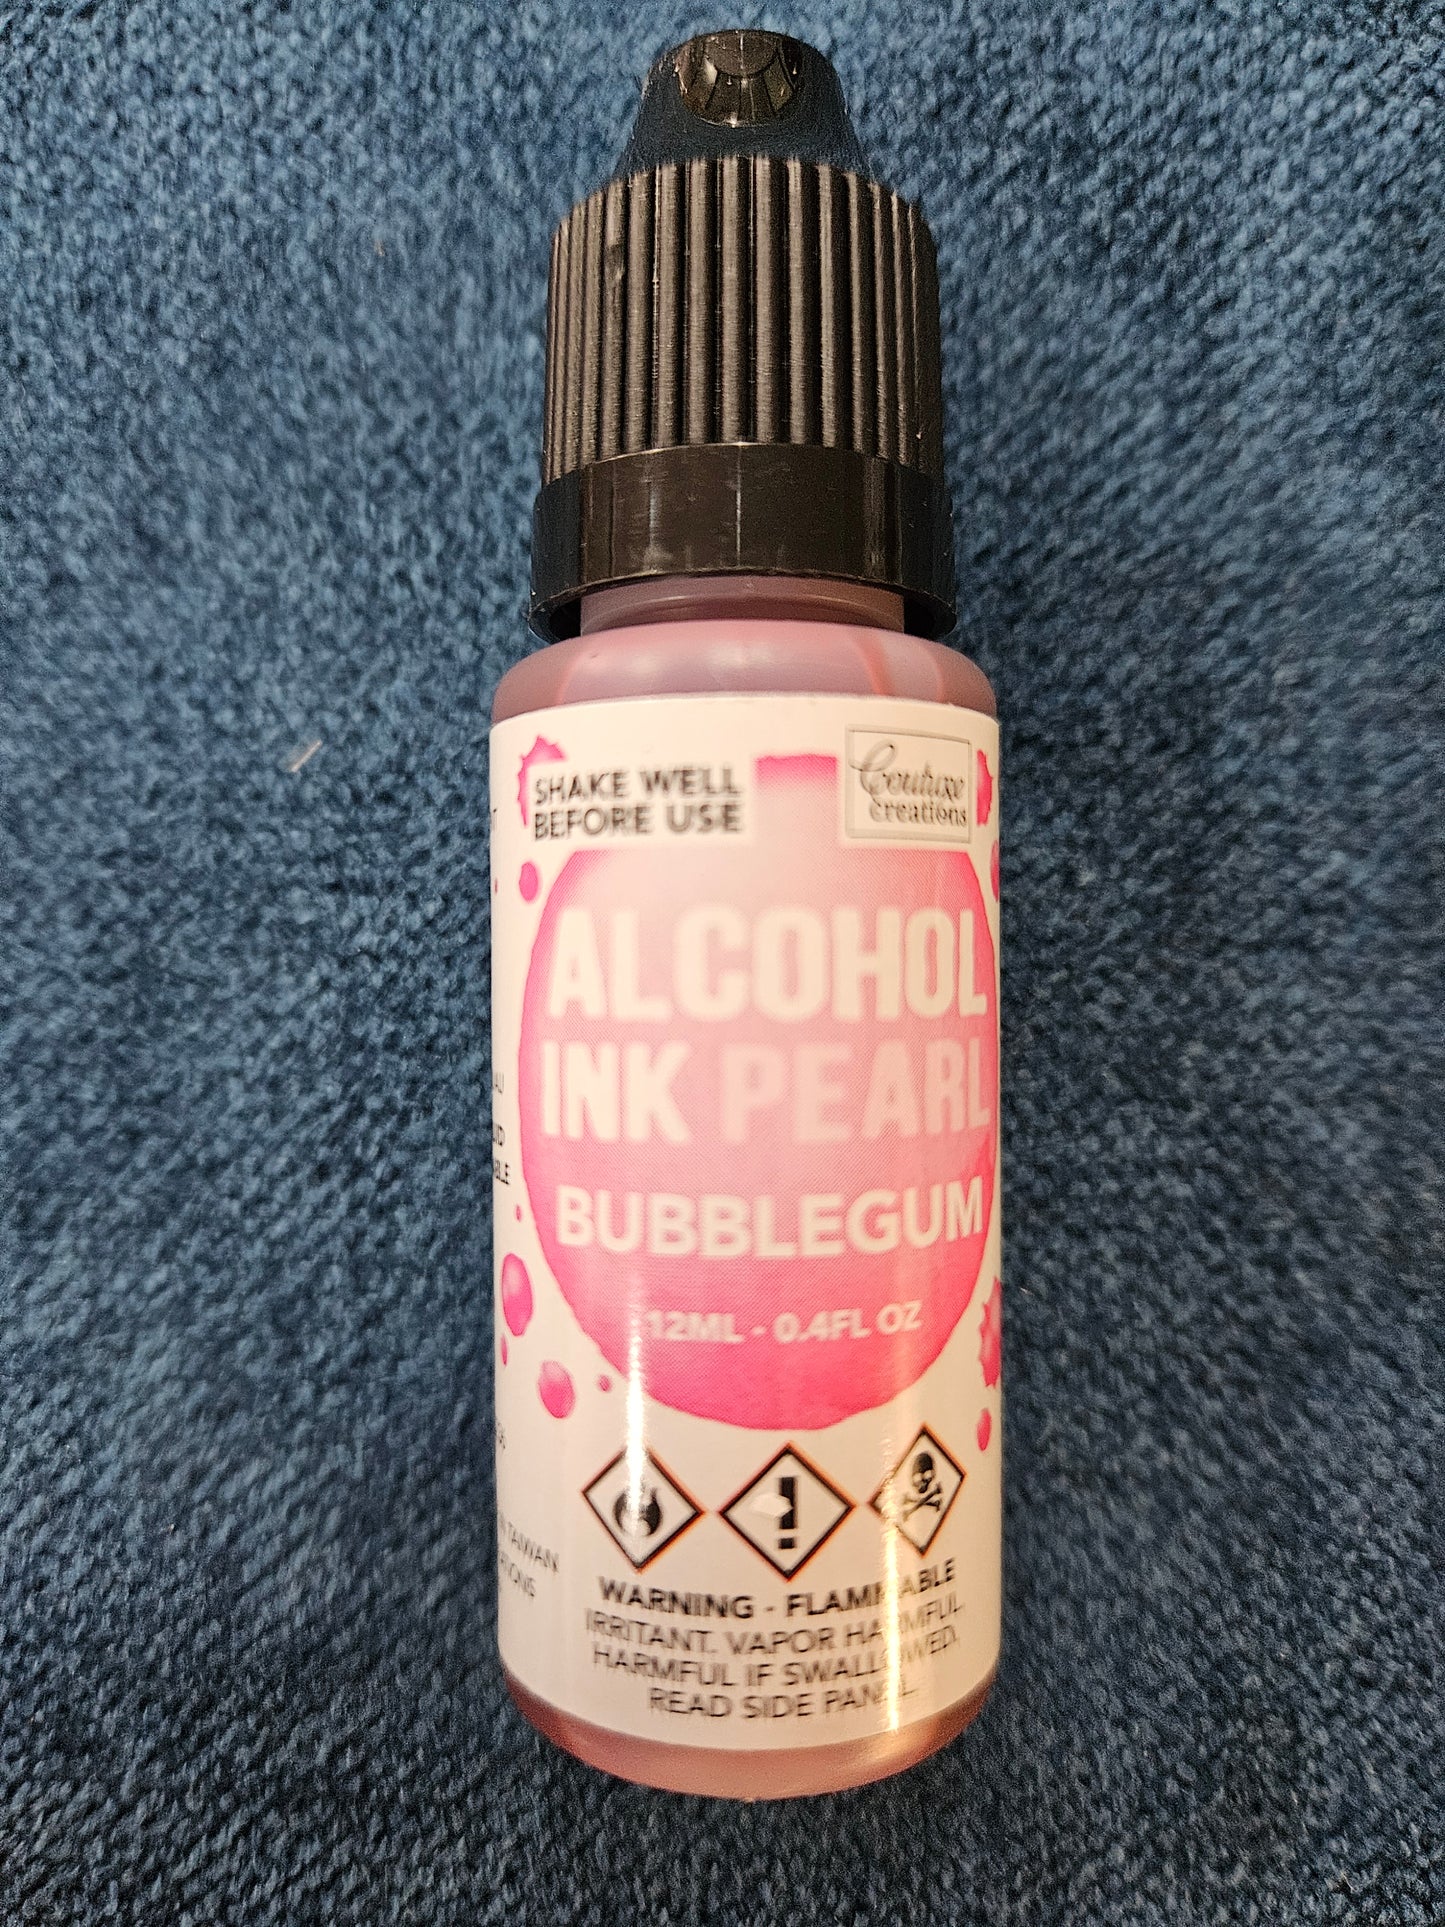 SHAKE WELL
BEFORE USE
Couture
creations
ALCOHOL
INK PEARL
BUBBLEGUM
12ML - 0.4FL OZ
WARNING - FLAMMABLE
IRRITANT. VAPOR HARMFUL
HARMFUL IF SWALLOWED.
READ SIDE PANEL
TAIWAN